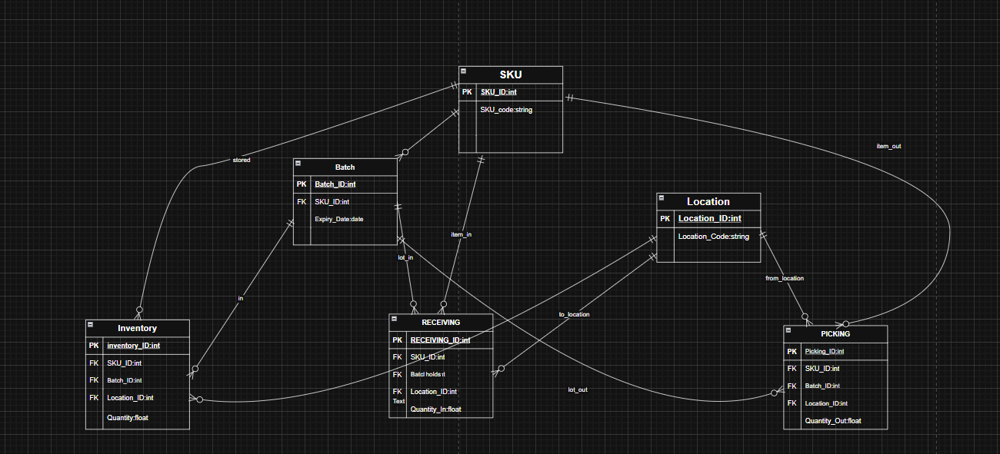 SKU
PK SKU_ID:int
SKU_code:string
item_out
stored
Batch
PK Batch_ID:int
FK SKU_ID:int
Expiry_Date:date
Location
PK Location_ID:int
Location_Code:string
item_in
lot_in
from_location
in
to_location
Inventory
PK inventory_ID:int
FK SKU_ID:int
FK Batch_ID:int
FK Location_ID:int
Quantity:float
RECEIVING
PK RECEIVING_ID:int
FK SKU_ID:int
FK
holds
FK Location_ID:int
Text
Quantity_In:float
lot_out
PICKING
PK Picking_ID:int
FK SKU_ID:int
FK Batch_ID:int
FK Location_ID:int
Quantity_Out:float